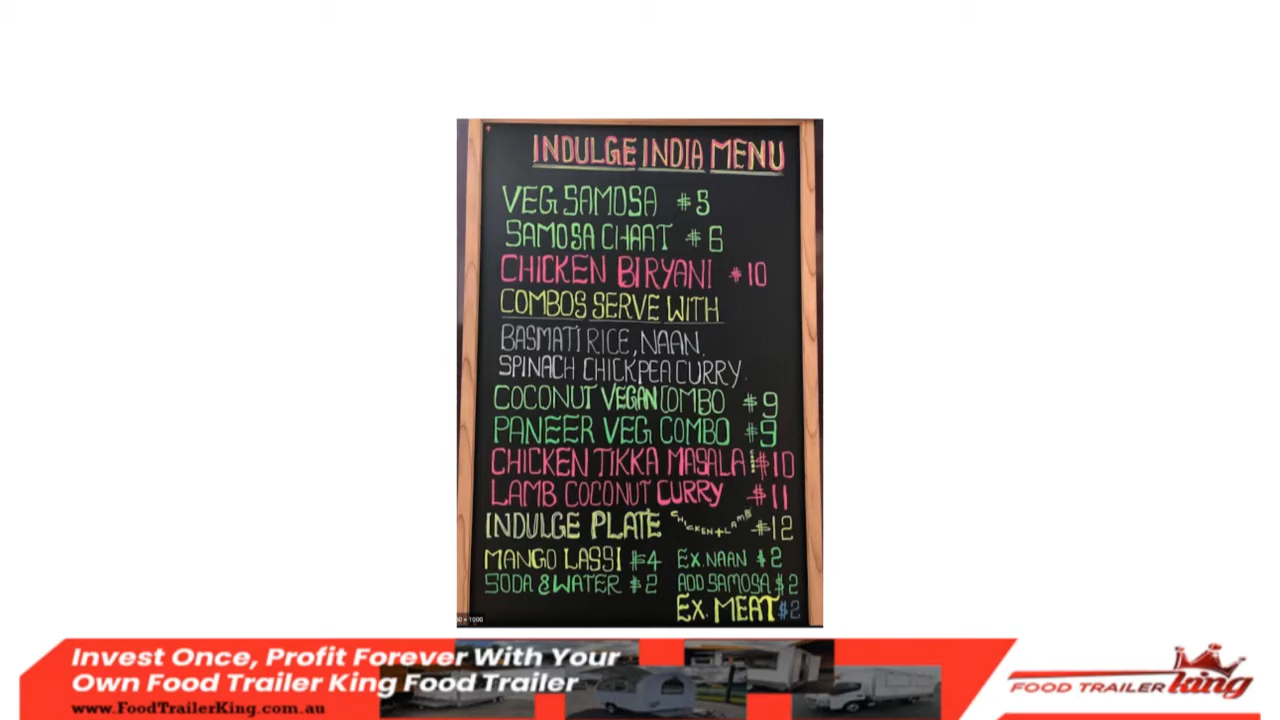 INDULGE INDIA MENU
VEG SAMOSA $5
SAMOSA CHAAT $6
CHICKEN BIRYANI $10
COMBOS SERVE WITH
BASMATI RICE, NAAN.
SPINACH CHICKPEA CURRY.
COCONUT VEGAN COMBO $9
PANEER VEG COMBO $9
CHICKEN TIKKA MASALA $10
LAMB COCONUT CURRY $11
INDULGE PLATE CHICKEN+LAMB $12
MANGO LASSI $4 EX. NAAN $2
SODA & WATER $2 ADD SAMOSA $2
EX. MEAT $2
× 1000
Invest Once, Profit Forever With Your
Own Food Trailer King Food Trailer
www.FoodTrailerKing.com.au
FOOD TRAILER king